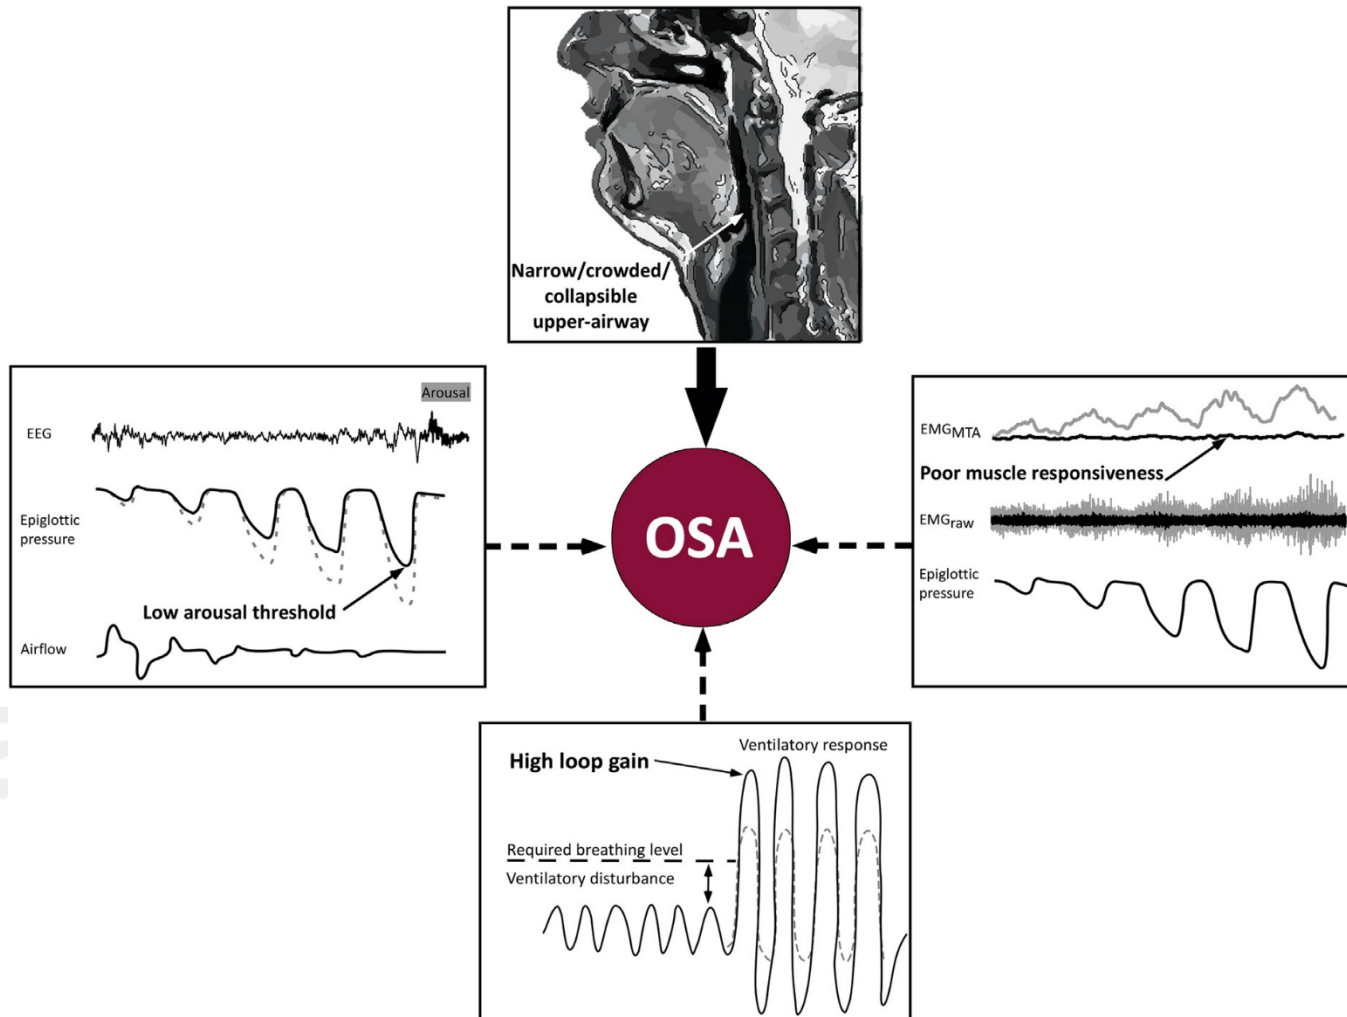 Narrow/crowded/
collapsible
upper-airway
Arousal
EEG
Epiglottic
pressure
Low arousal threshold
Airflow
OSA
EMGMTA
Poor muscle responsiveness
EMGraw
Epiglottic
pressure
Ventilatory response
High loop gain
Required breathing level
Ventilatory disturbance